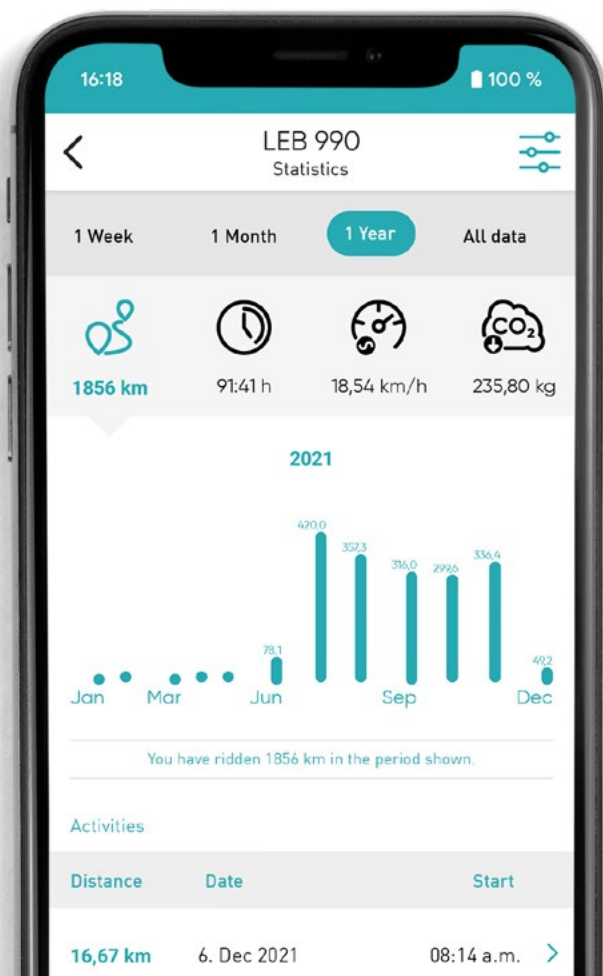 16:18 100 %
LEB 990
Statistics
1 Week 1 Month 1 Year All data
CO2
1856 km 91:41 h 18,54 km/h 235,80 kg
2021
420,0
357,3
316,0 299,6 336,4
78,1
49,2
Jan Mar Jun Sep Dec
You have ridden 1856 km in the period shown.
Activities
Distance Date Start
16,67 km 6. Dec 2021 08:14 a.m.